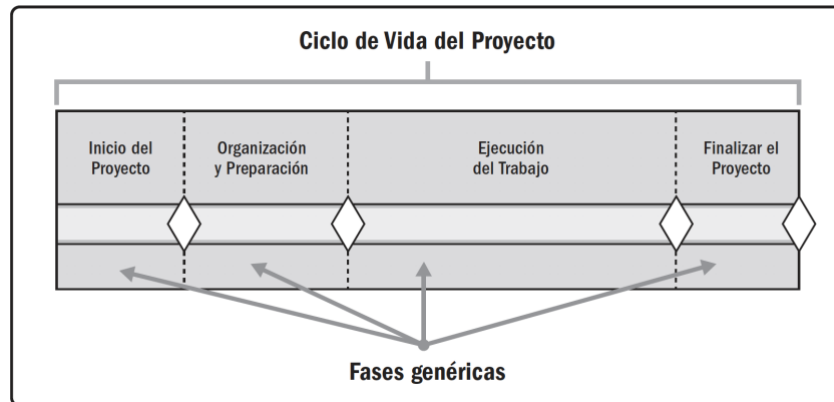 Ciclo de Vida del Proyecto
Inicio del
Proyecto
Organización
y Preparación
Ejecución
del Trabajo
Finalizar el
Proyecto
Fases genéricas